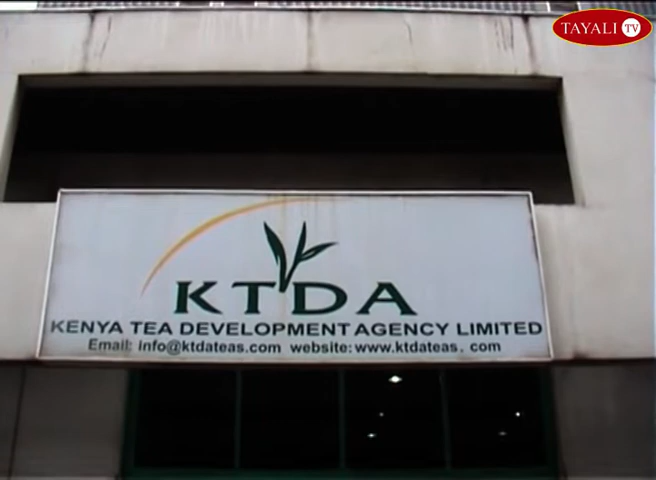 TAYALI TV
KTDA
KENYA TEA DEVELOPMENT AGENCY LIMITED
Email: info@ktdateas.com website: www.ktdateas. com